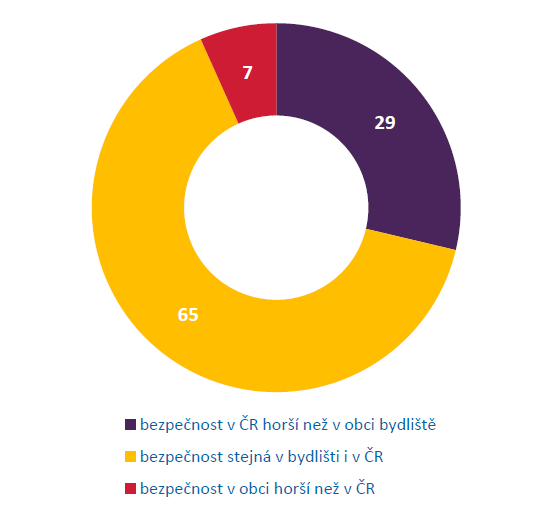 7
29
65
bezpečnost v ČR horší než v obci bydliště
bezpečnost stejná v bydlišti i v ČR
bezpečnost v obci horší než v ČR